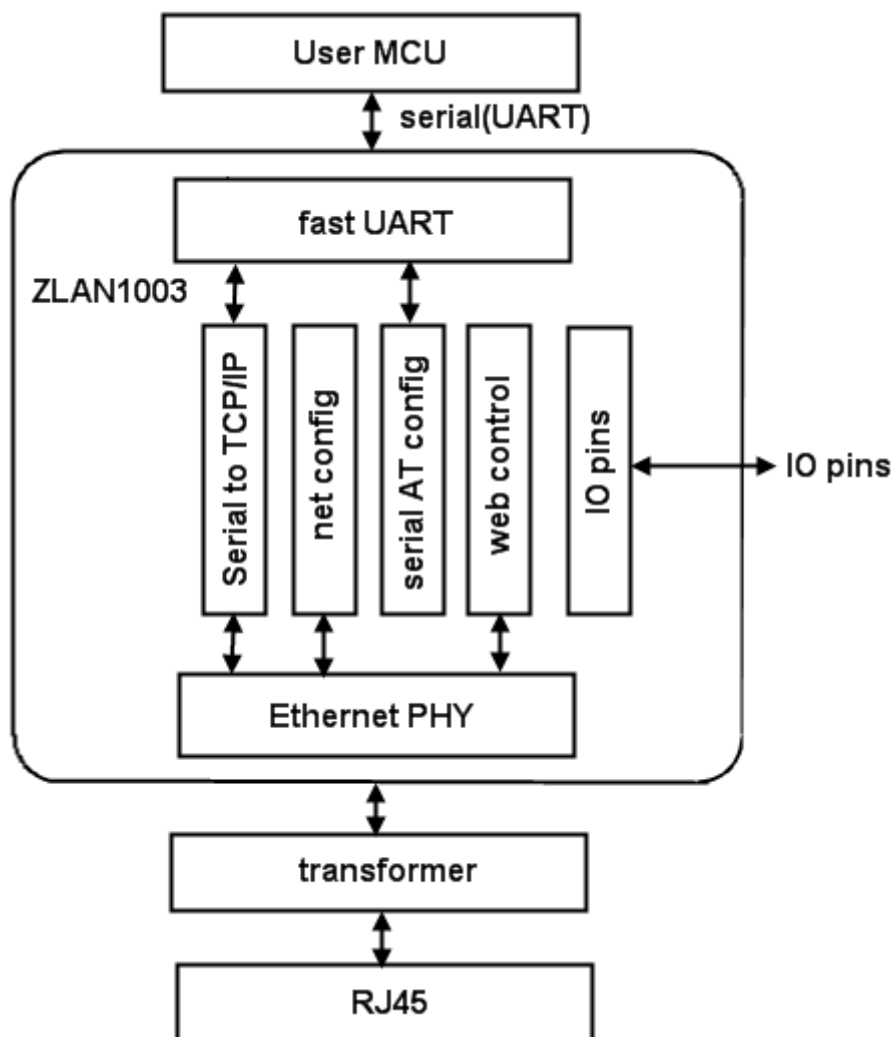 User MCU
serial(UART)
fast UART
ZLAN1003
Serial to TCP/IP
net config
serial AT config
web control
IO pins
IO pins
Ethernet PHY
transformer
RJ45